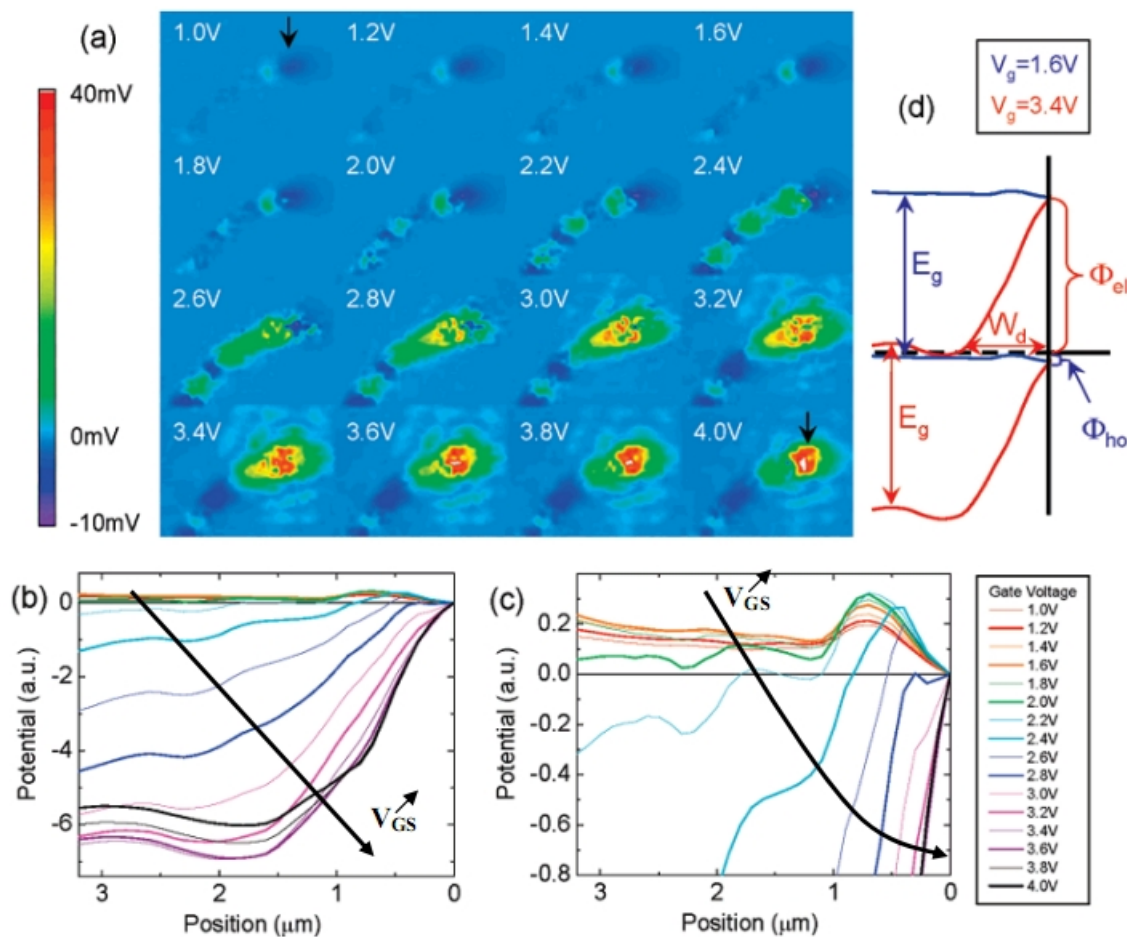 (a)
1.0V 1.2V 1.4V 1.6V
40mV
1.8V 2.0V 2.2V 2.4V
2.6V 2.8V 3.0V 3.2V
0mV
3.4V 3.6V 3.8V 4.0V
-10mV
(d)
Vg=1.6V
Vg=3.4V
Eg
Φel
Wd
Eg
Φho
(b)
VGS
0
-2
-4
-6
Potential (a.u.)
3 2 1 0
Position (μm)
(c)
VGS
0.2
0.0
-0.2
-0.4
-0.6
-0.8
Potential (a.u.)
3 2 1 0
Position (μm)
Gate Voltage
1.0V
1.2V
1.4V
1.6V
1.8V
2.0V
2.2V
2.4V
2.6V
2.8V
3.0V
3.2V
3.4V
3.6V
3.8V
4.0V